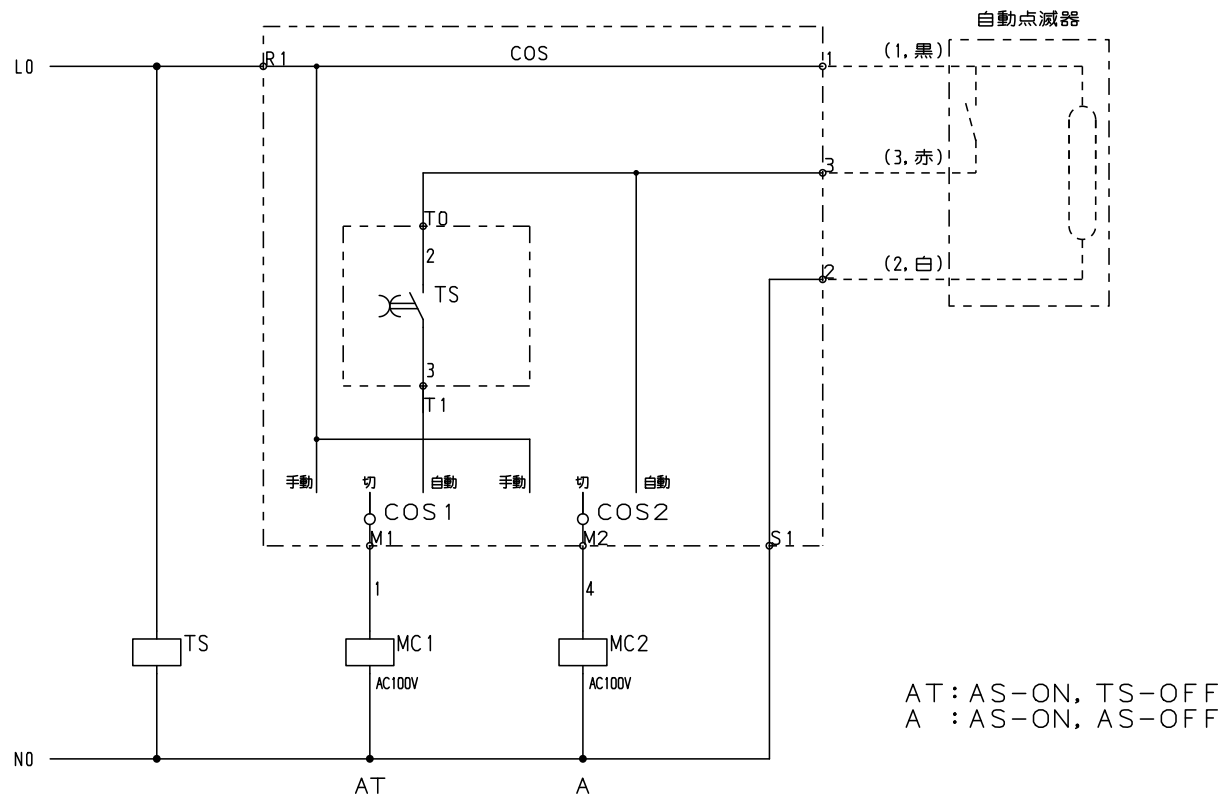 自動点滅器
L0
R1
COS
1
(1,黒)
3
(3,赤)
T0
2
TS
2
(2,白)
3
T1
手動
切
自動
手動
切
自動
COS1
COS2
M1
M2
S1
1
4
TS
MC1
MC2
AC100V
AC100V
AT:AS-ON, TS-OFF
A :AS-ON, AS-OFF
N0
AT
A